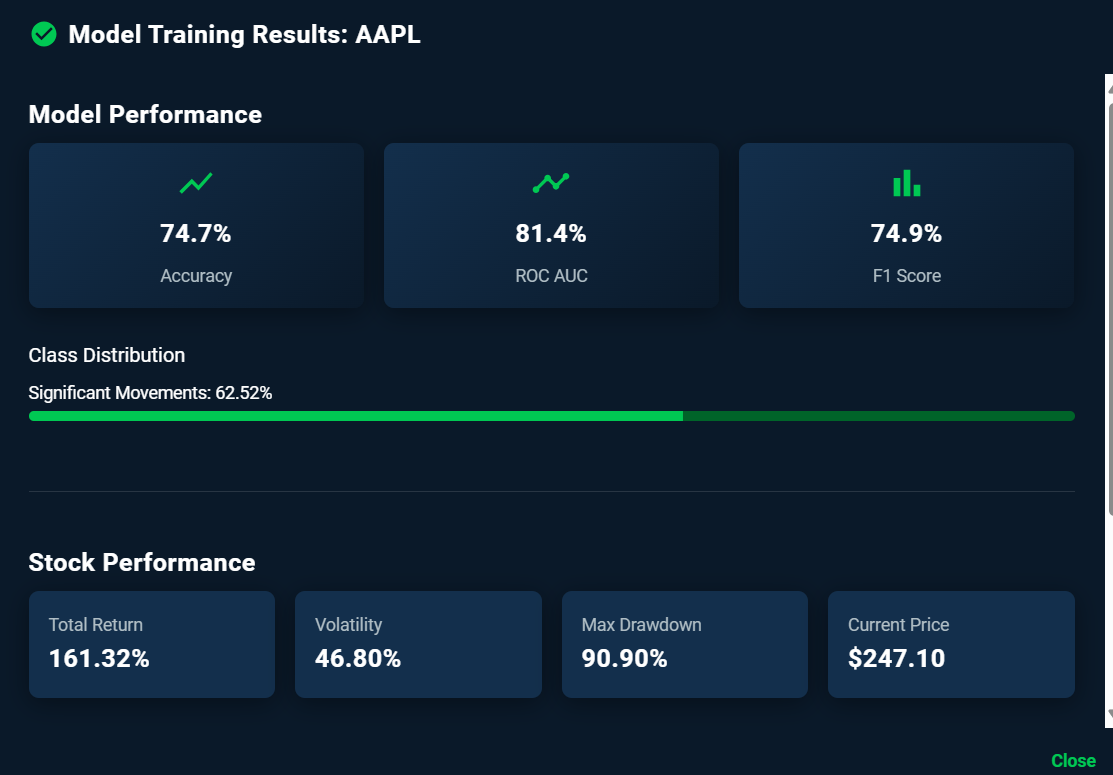 Model Training Results: AAPL
Model Performance
74.7%
Accuracy
81.4%
ROC AUC
74.9%
F1 Score
Class Distribution
Significant Movements: 62.52%
Stock Performance
Total Return
161.32%
Volatility
46.80%
Max Drawdown
90.90%
Current Price
$247.10
Close